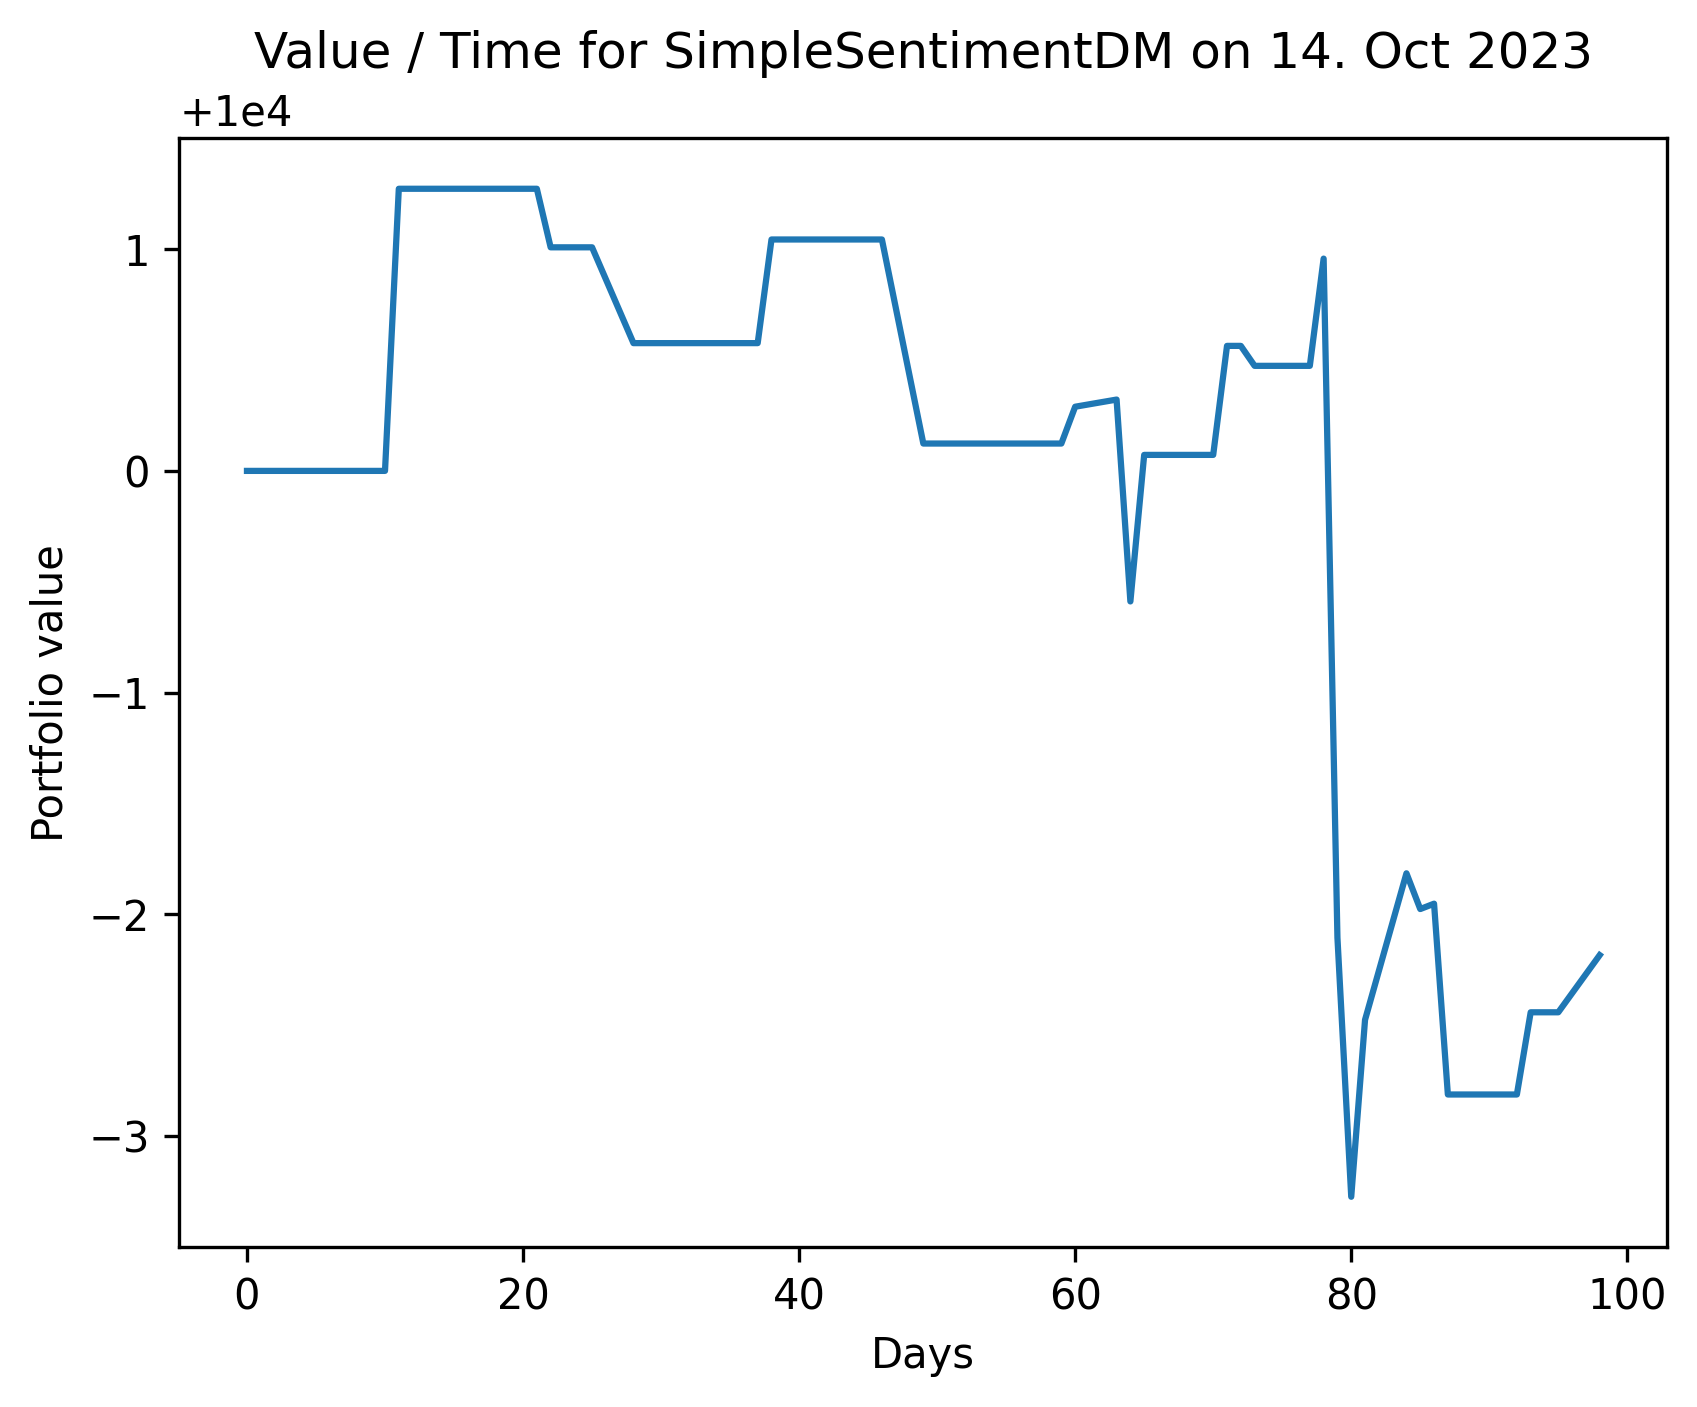 Value / Time for SimpleSentimentDM on 14. Oct 2023
+1e4
1
0
−1
−2
−3
Portfolio value
0 20 40 60 80 100
Days